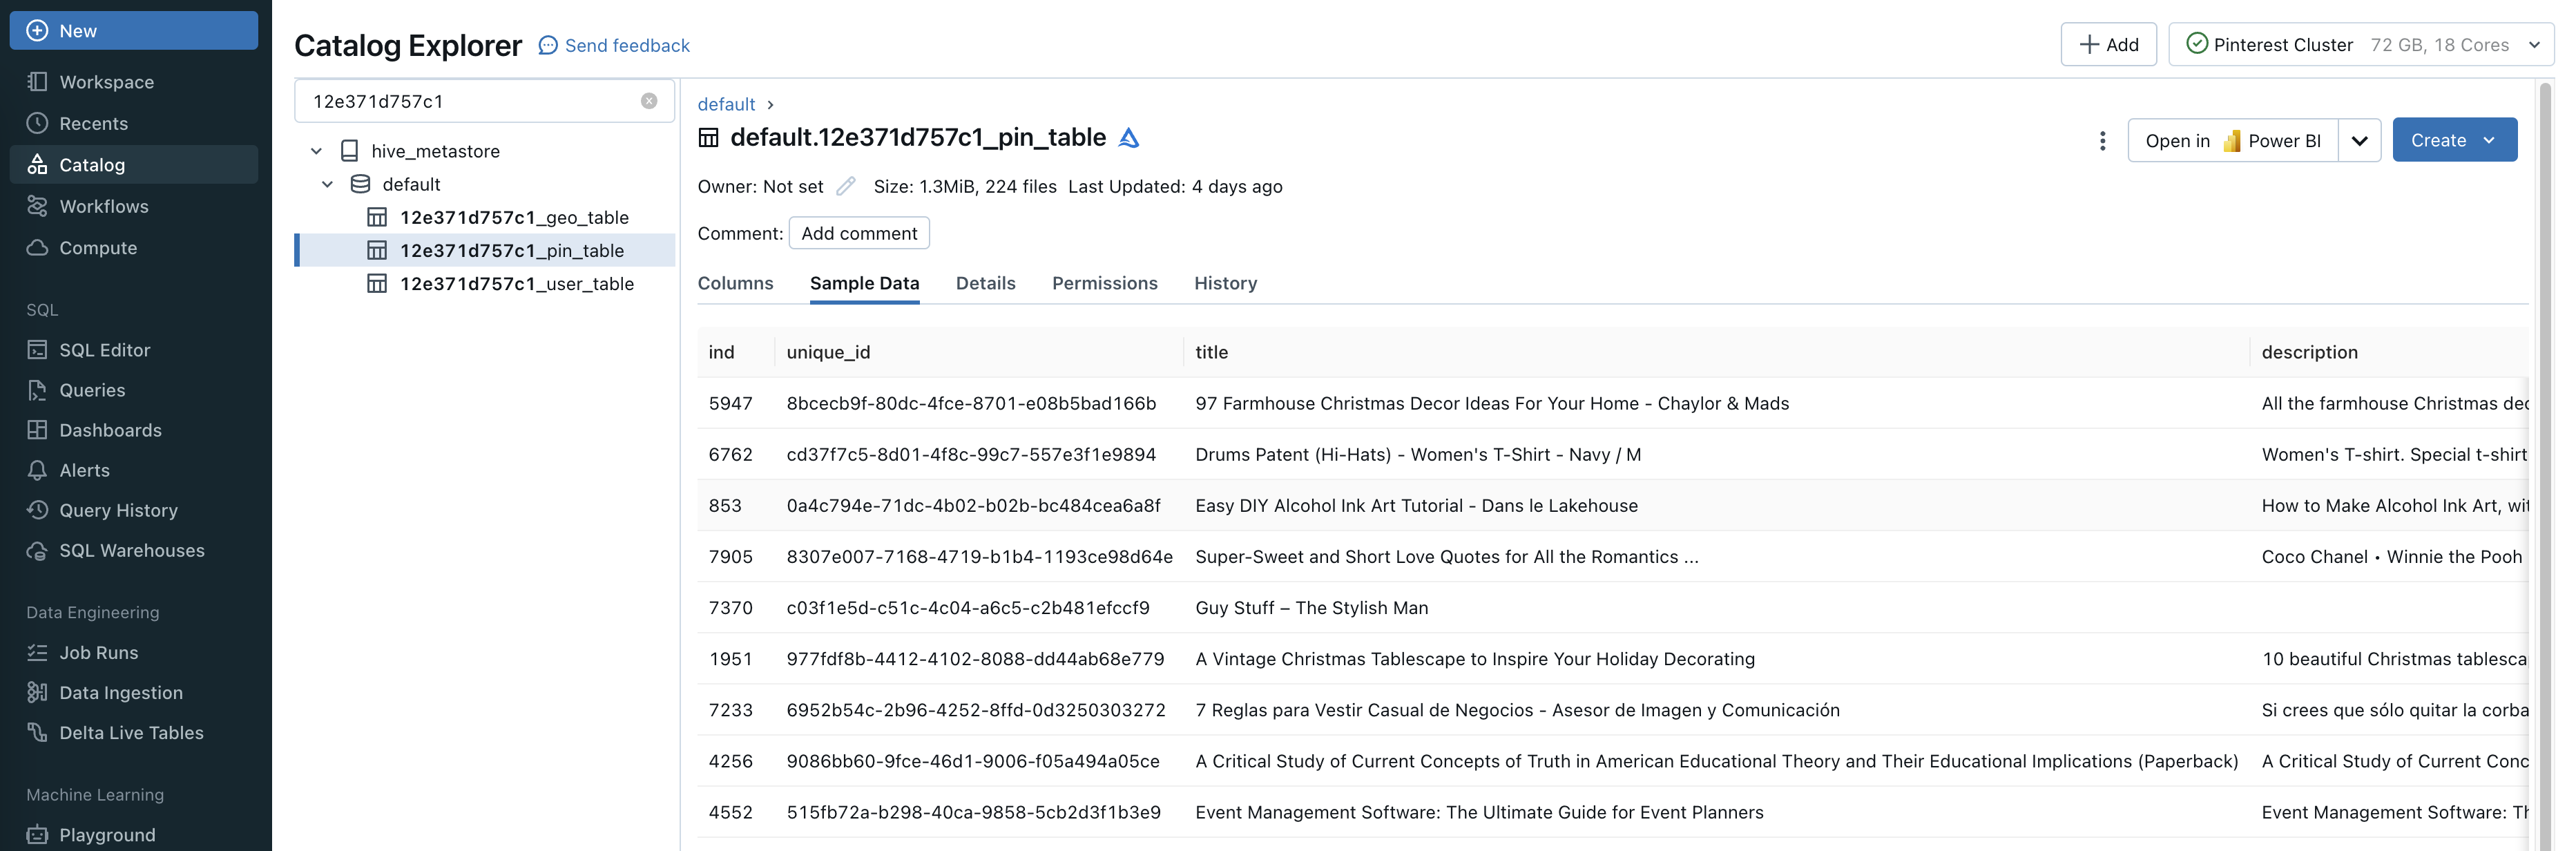 New
Workspace
Recents
Catalog
Workflows
Compute
SQL
SQL Editor
Queries
Dashboards
Alerts
Query History
SQL Warehouses
Data Engineering
Job Runs
Data Ingestion
Delta Live Tables
Machine Learning
Playground
Catalog Explorer Send feedback
Add Pinterest Cluster 72 GB, 18 Cores
12e371d757c1
hive_metastore
default
12e371d757c1_geo_table
12e371d757c1_pin_table
12e371d757c1_user_table
default >
default.12e371d757c1_pin_table
Open in Power BI Create
Owner: Not set Size: 1.3MiB, 224 files Last Updated: 4 days ago
Comment: Add comment
Columns Sample Data Details Permissions History
ind unique_id title description
5947 8bcecb9f-80dc-4fce-8701-e08b5bad166b 97 Farmhouse Christmas Decor Ideas For Your Home - Chaylor & Mads All the farmhouse Christmas dec
6762 cd37f7c5-8d01-4f8c-99c7-557e3f1e9894 Drums Patent (Hi-Hats) - Women's T-Shirt - Navy / M Women's T-shirt. Special t-shirt
853 0a4c794e-71dc-4b02-b02b-bc484cea6a8f Easy DIY Alcohol Ink Art Tutorial - Dans le Lakehouse How to Make Alcohol Ink Art, wit
7905 8307e007-7168-4719-b1b4-1193ce98d64e Super-Sweet and Short Love Quotes for All the Romantics ... Coco Chanel • Winnie the Pooh
7370 c03f1e5d-c51c-4c04-a6c5-c2b481efccf9 Guy Stuff – The Stylish Man
1951 977fdf8b-4412-4102-8088-dd44ab68e779 A Vintage Christmas Tablescape to Inspire Your Holiday Decorating 10 beautiful Christmas tablesca
7233 6952b54c-2b96-4252-8ffd-0d3250303272 7 Reglas para Vestir Casual de Negocios - Asesor de Imagen y Comunicación Si crees que sólo quitar la corba
4256 9086bb60-9fce-46d1-9006-f05a494a05ce A Critical Study of Current Concepts of Truth in American Educational Theory and Their Educational Implications (Paperback) A Critical Study of Current Conc
4552 515fb72a-b298-40ca-9858-5cb2d3f1b3e9 Event Management Software: The Ultimate Guide for Event Planners Event Management Software: Th